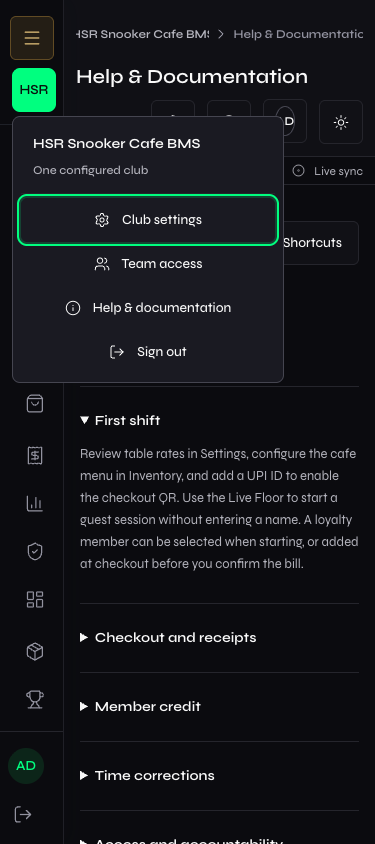 HSR Snooker Cafe BMS > Help & Documentatio
HSR
Help & Documentation
D
HSR Snooker Cafe BMS
One configured club
Live sync
Club settings
Shortcuts
Team access
Help & documentation
Sign out
First shift
Review table rates in Settings, configure the cafe
menu in Inventory, and add a UPI ID to enable
the checkout QR. Use the Live Floor to start a
guest session without entering a name. A loyalty
member can be selected when starting, or added
at checkout before you confirm the bill.
Checkout and receipts
Member credit
Time corrections
AD
Access and accountability